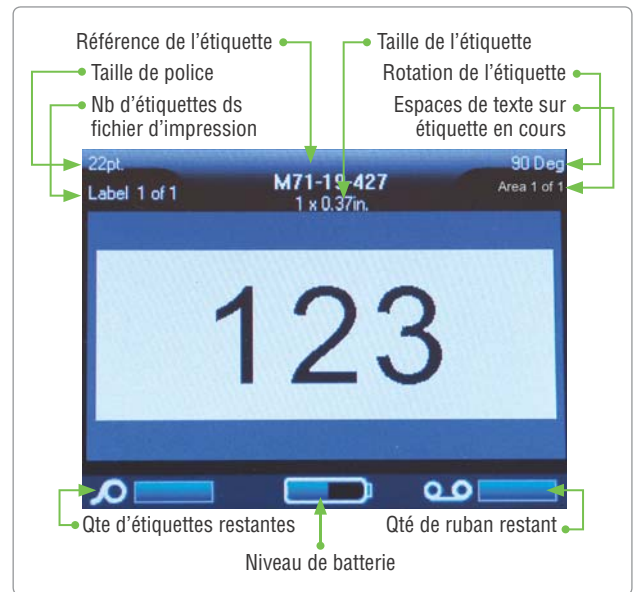 Référence de l'étiquette
Taille de l'étiquette
Taille de police
Rotation de l'étiquette
Nb d'étiquettes ds
fichier d'impression
Espaces de texte sur
étiquette en cours
22pt.
90 Deg
Label 1 of 1
M71-19-427
Area 1 of 1
1 x 0.37in.
123
Qte d'étiquettes restantes
Qté de ruban restant
Niveau de batterie